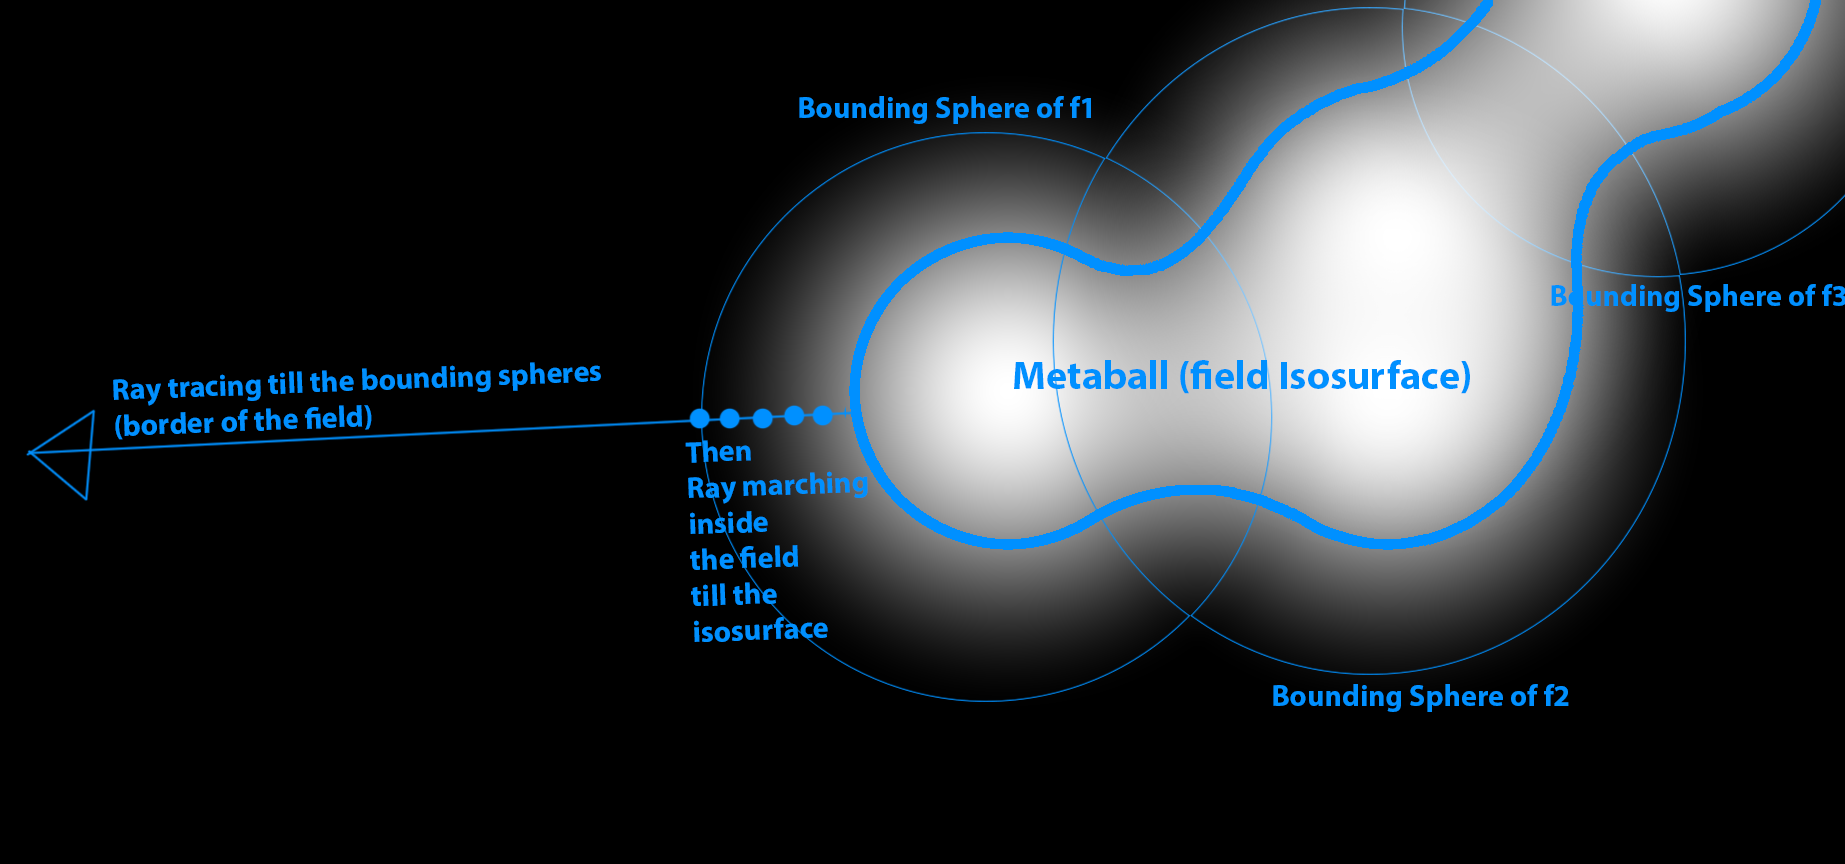 Bounding Sphere of f1
Bounding Sphere of f3
Ray tracing till the bounding spheres
(border of the field)
Metaball (field Isosurface)
Then
Ray marching
inside
the field
till the
isosurface
Bounding Sphere of f2